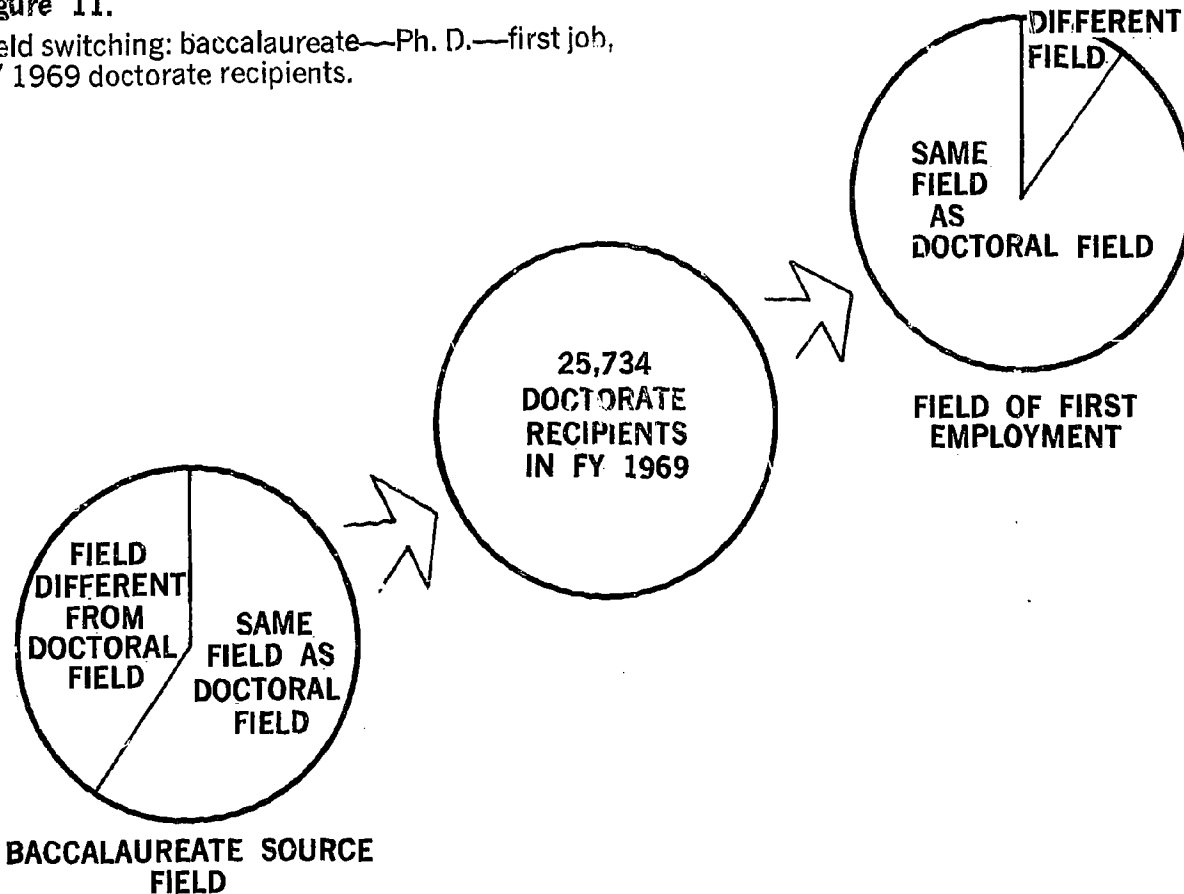 gure 11.
eld switching: baccalaureate—Ph. D.—first job,
1969 doctorate recipients.
DIFFERENT
FIELD
SAME
FIELD
AS
DOCTORAL FIELD
FIELD OF FIRST
EMPLOYMENT
25,734
DOCTORATE
RECIPIENTS
IN FY 1969
FIELD
DIFFERENT
FROM
DOCTORAL
FIELD
SAME
FIELD AS
DOCTORAL
FIELD
BACCALAUREATE SOURCE
FIELD